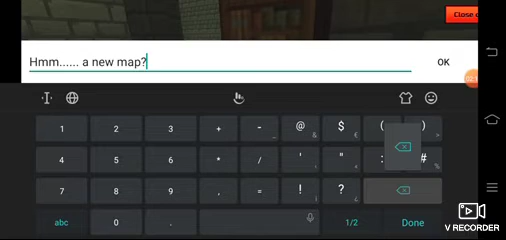 Close
Hmm...... a new map?
OK
1 2 3 + - _ @ & $ € ( ) >
4 5 6 * / ' " : # %
7 8 9 , = ! ¡ ? ¿
abc 0 . 1/2 Done
V RECORDER